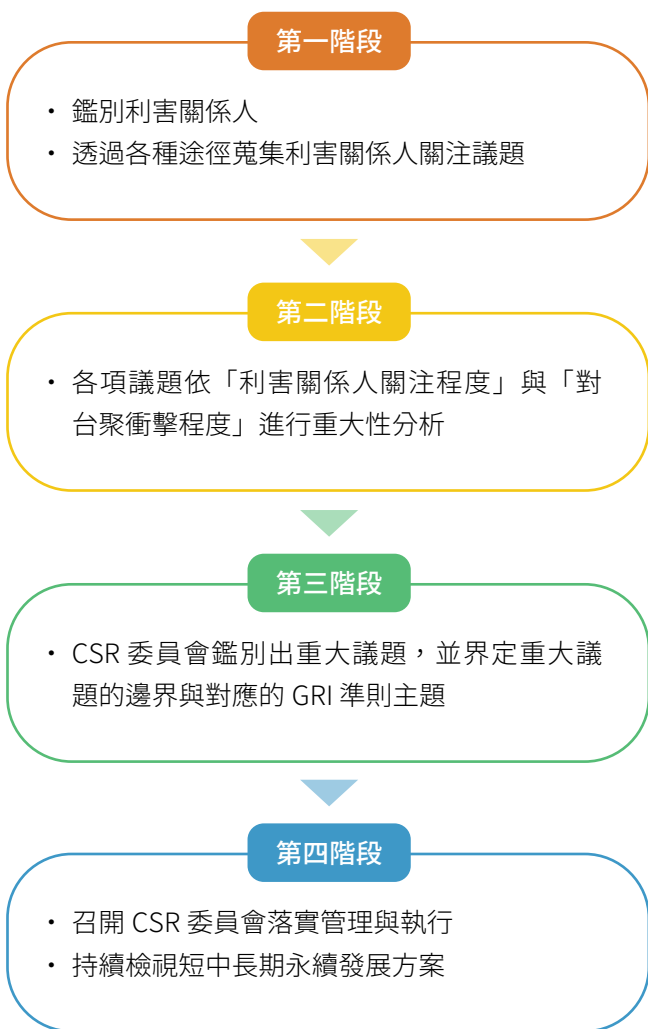 第一階段
・ 鑑別利害關係人
・ 透過各種途徑蒐集利害關係人關注議題
第二階段
・ 各項議題依「利害關係人關注程度」與「對
台聚衝擊程度」進行重大性分析
第三階段
・ CSR 委員會鑑別出重大議題，並界定重大議
題的邊界與對應的 GRI 準則主題
第四階段
・ 召開 CSR 委員會落實管理與執行
・ 持續檢視短中長期永續發展方案